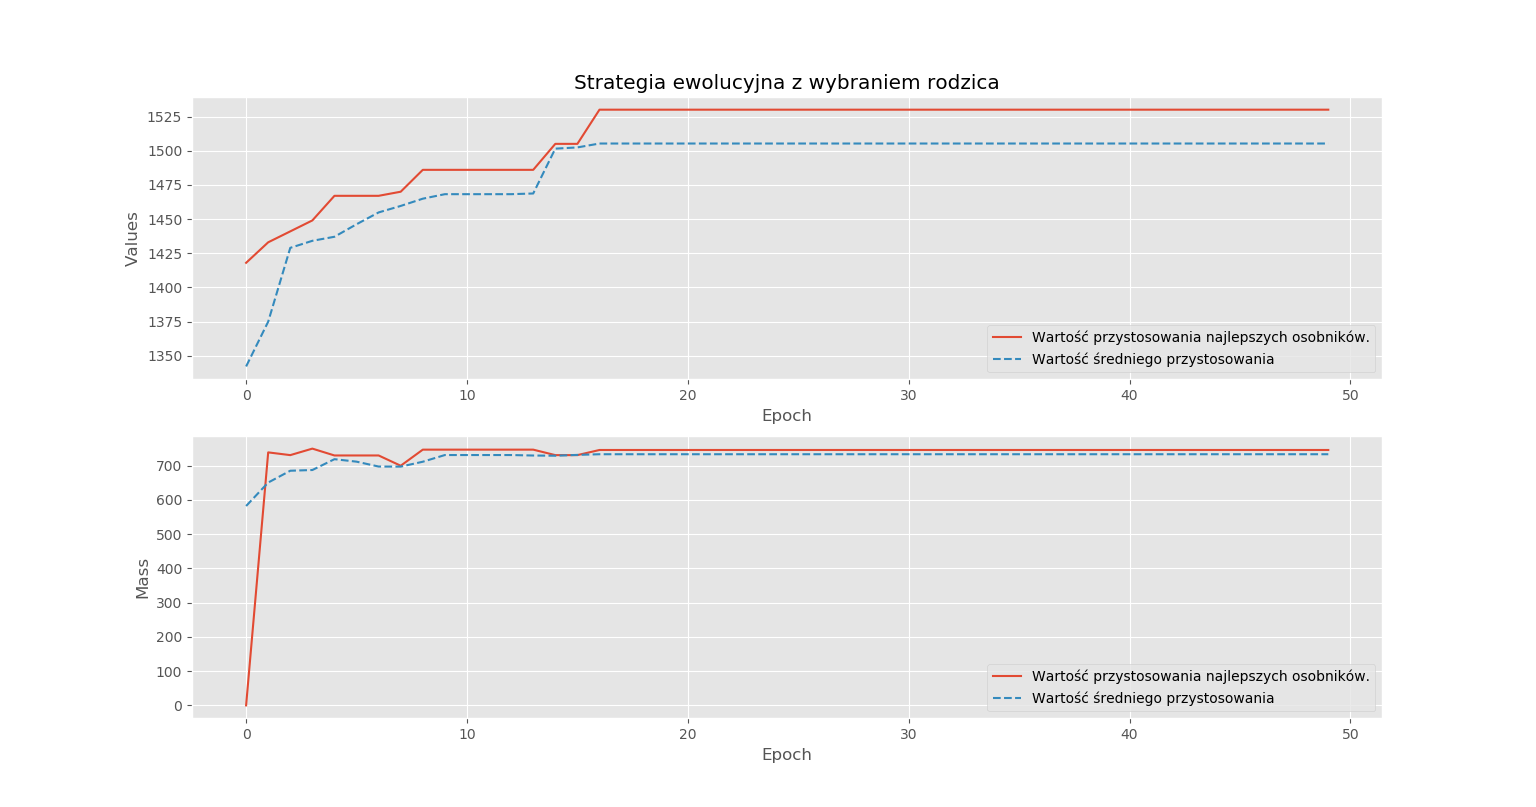 Strategia ewolucyjna z wybraniem rodzica
1525
1500
1475
1450
1425
1400
1375
1350
Values
Wartość przystosowania najlepszych osobników.
Wartość średniego przystosowania
0 10 20 30 40 50
Epoch
700
600
500
400
300
200
100
0
Mass
Wartość przystosowania najlepszych osobników.
Wartość średniego przystosowania
0 10 20 30 40 50
Epoch